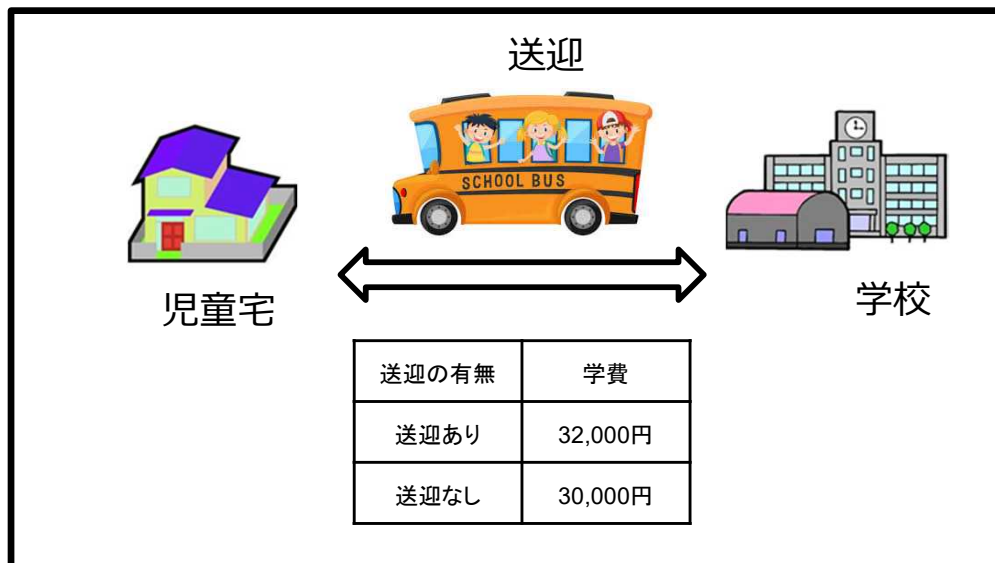 送迎
SCHOOL BUS
児童宅
学校
送迎の有無 学費
送迎あり 32,000円
送迎なし 30,000円